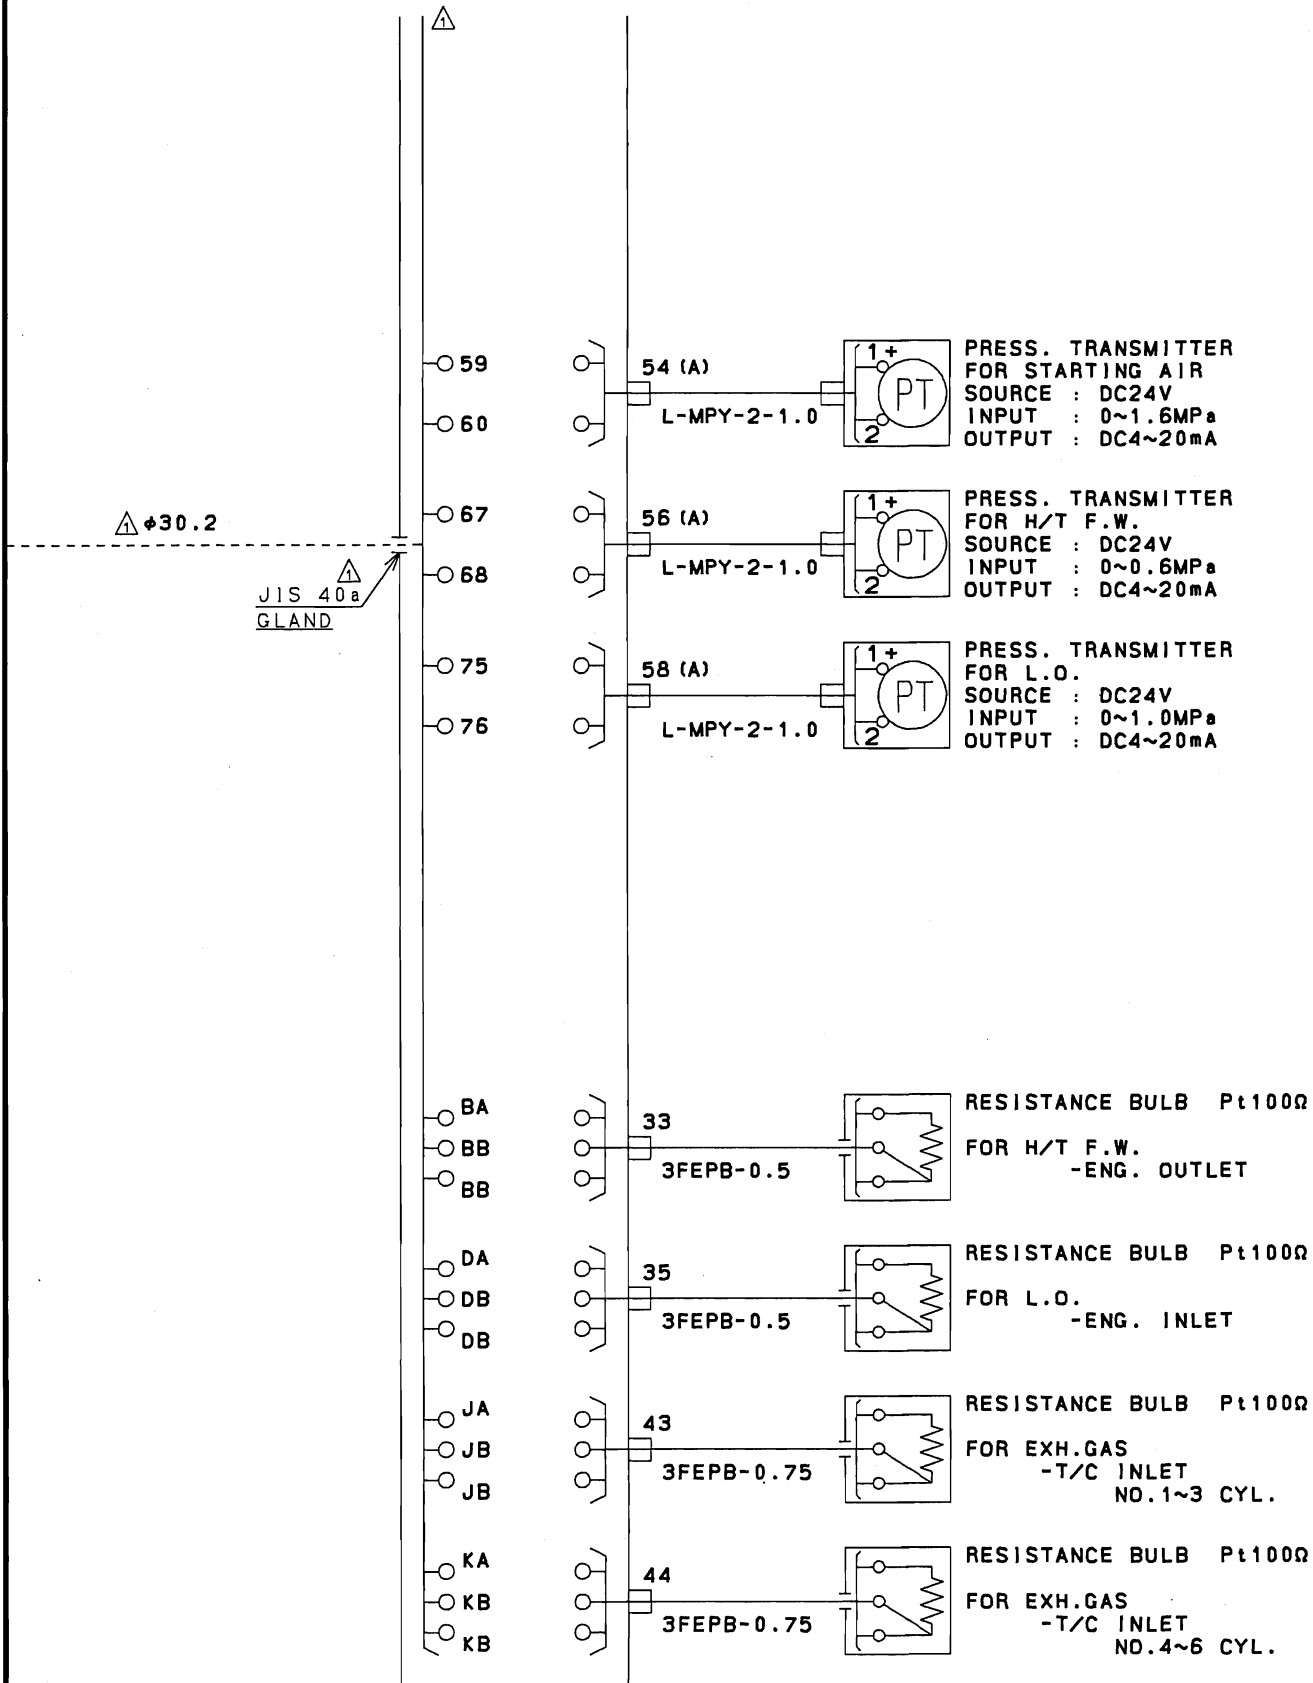 1
59
60
54 (A)
L-MPY-2-1.0
1+
2
PT
PRESS. TRANSMITTER
FOR STARTING AIR
SOURCE : DC24V
INPUT : 0~1.6MPa
OUTPUT : DC4~20mA
1 φ30.2
1
JIS 40a
GLAND
67
68
56 (A)
L-MPY-2-1.0
1+
2
PT
PRESS. TRANSMITTER
FOR H/T F.W.
SOURCE : DC24V
INPUT : 0~0.6MPa
OUTPUT : DC4~20mA
75
76
58 (A)
L-MPY-2-1.0
1+
2
PT
PRESS. TRANSMITTER
FOR L.O.
SOURCE : DC24V
INPUT : 0~1.0MPa
OUTPUT : DC4~20mA
BA
BB
BB
33
3FEPB-0.5
RESISTANCE BULB Pt100Ω
FOR H/T F.W.
-ENG. OUTLET
DA
DB
DB
35
3FEPB-0.5
RESISTANCE BULB Pt100Ω
FOR L.O.
-ENG. INLET
JA
JB
JB
43
3FEPB-0.75
RESISTANCE BULB Pt100Ω
FOR EXH.GAS
-T/C INLET
NO.1~3 CYL.
KA
KB
KB
44
3FEPB-0.75
RESISTANCE BULB Pt100Ω
FOR EXH.GAS
-T/C INLET
NO.4~6 CYL.